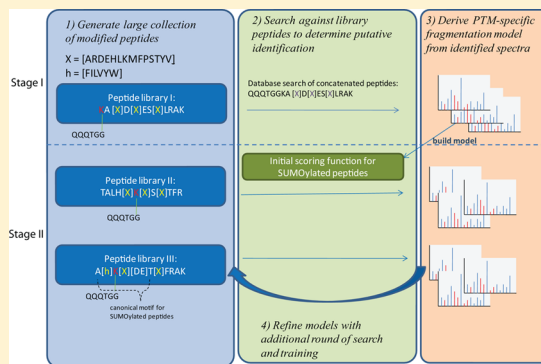 1) Generate large collection
of modified peptides
X = [ARDEHLKMFPSTYV]
h = [FILVYW]
2) Search against library
peptides to determine putative
identification
3) Derive PTM-specific
fragmentation model
from identified spectra
Stage I
Peptide library I:
A [X]D[X]ES[X]LRAK
QQQTGG
Database search of concatenated peptides:
QQQTGGKA [X]D[X]ES[X]LRAK
build model
Initial scoring function for
SUMOylated peptides
Stage II
Peptide library II:
TALH[X] [X]S[X]TFR
QQQTGG
Peptide library III:
A[h] [X][DE]T[X]FRAK
QQQTGG
canonical motif for
SUMOylated peptides
4) Refine models with
additional round of search
and training